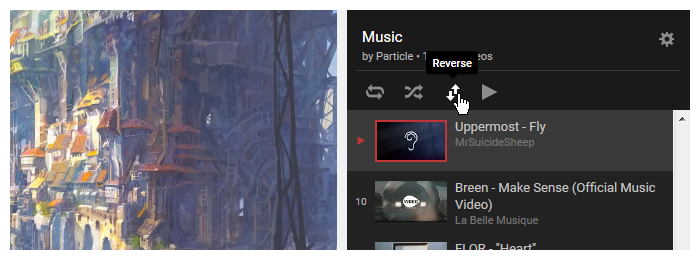 Music
by Particle • 1 eos
Reverse
Uppermost - Fly
MrSuicideSheep
10
VIDEO
Breen - Make Sense (Official Music
Video)
La Belle Musique
FLOR - "Heart"